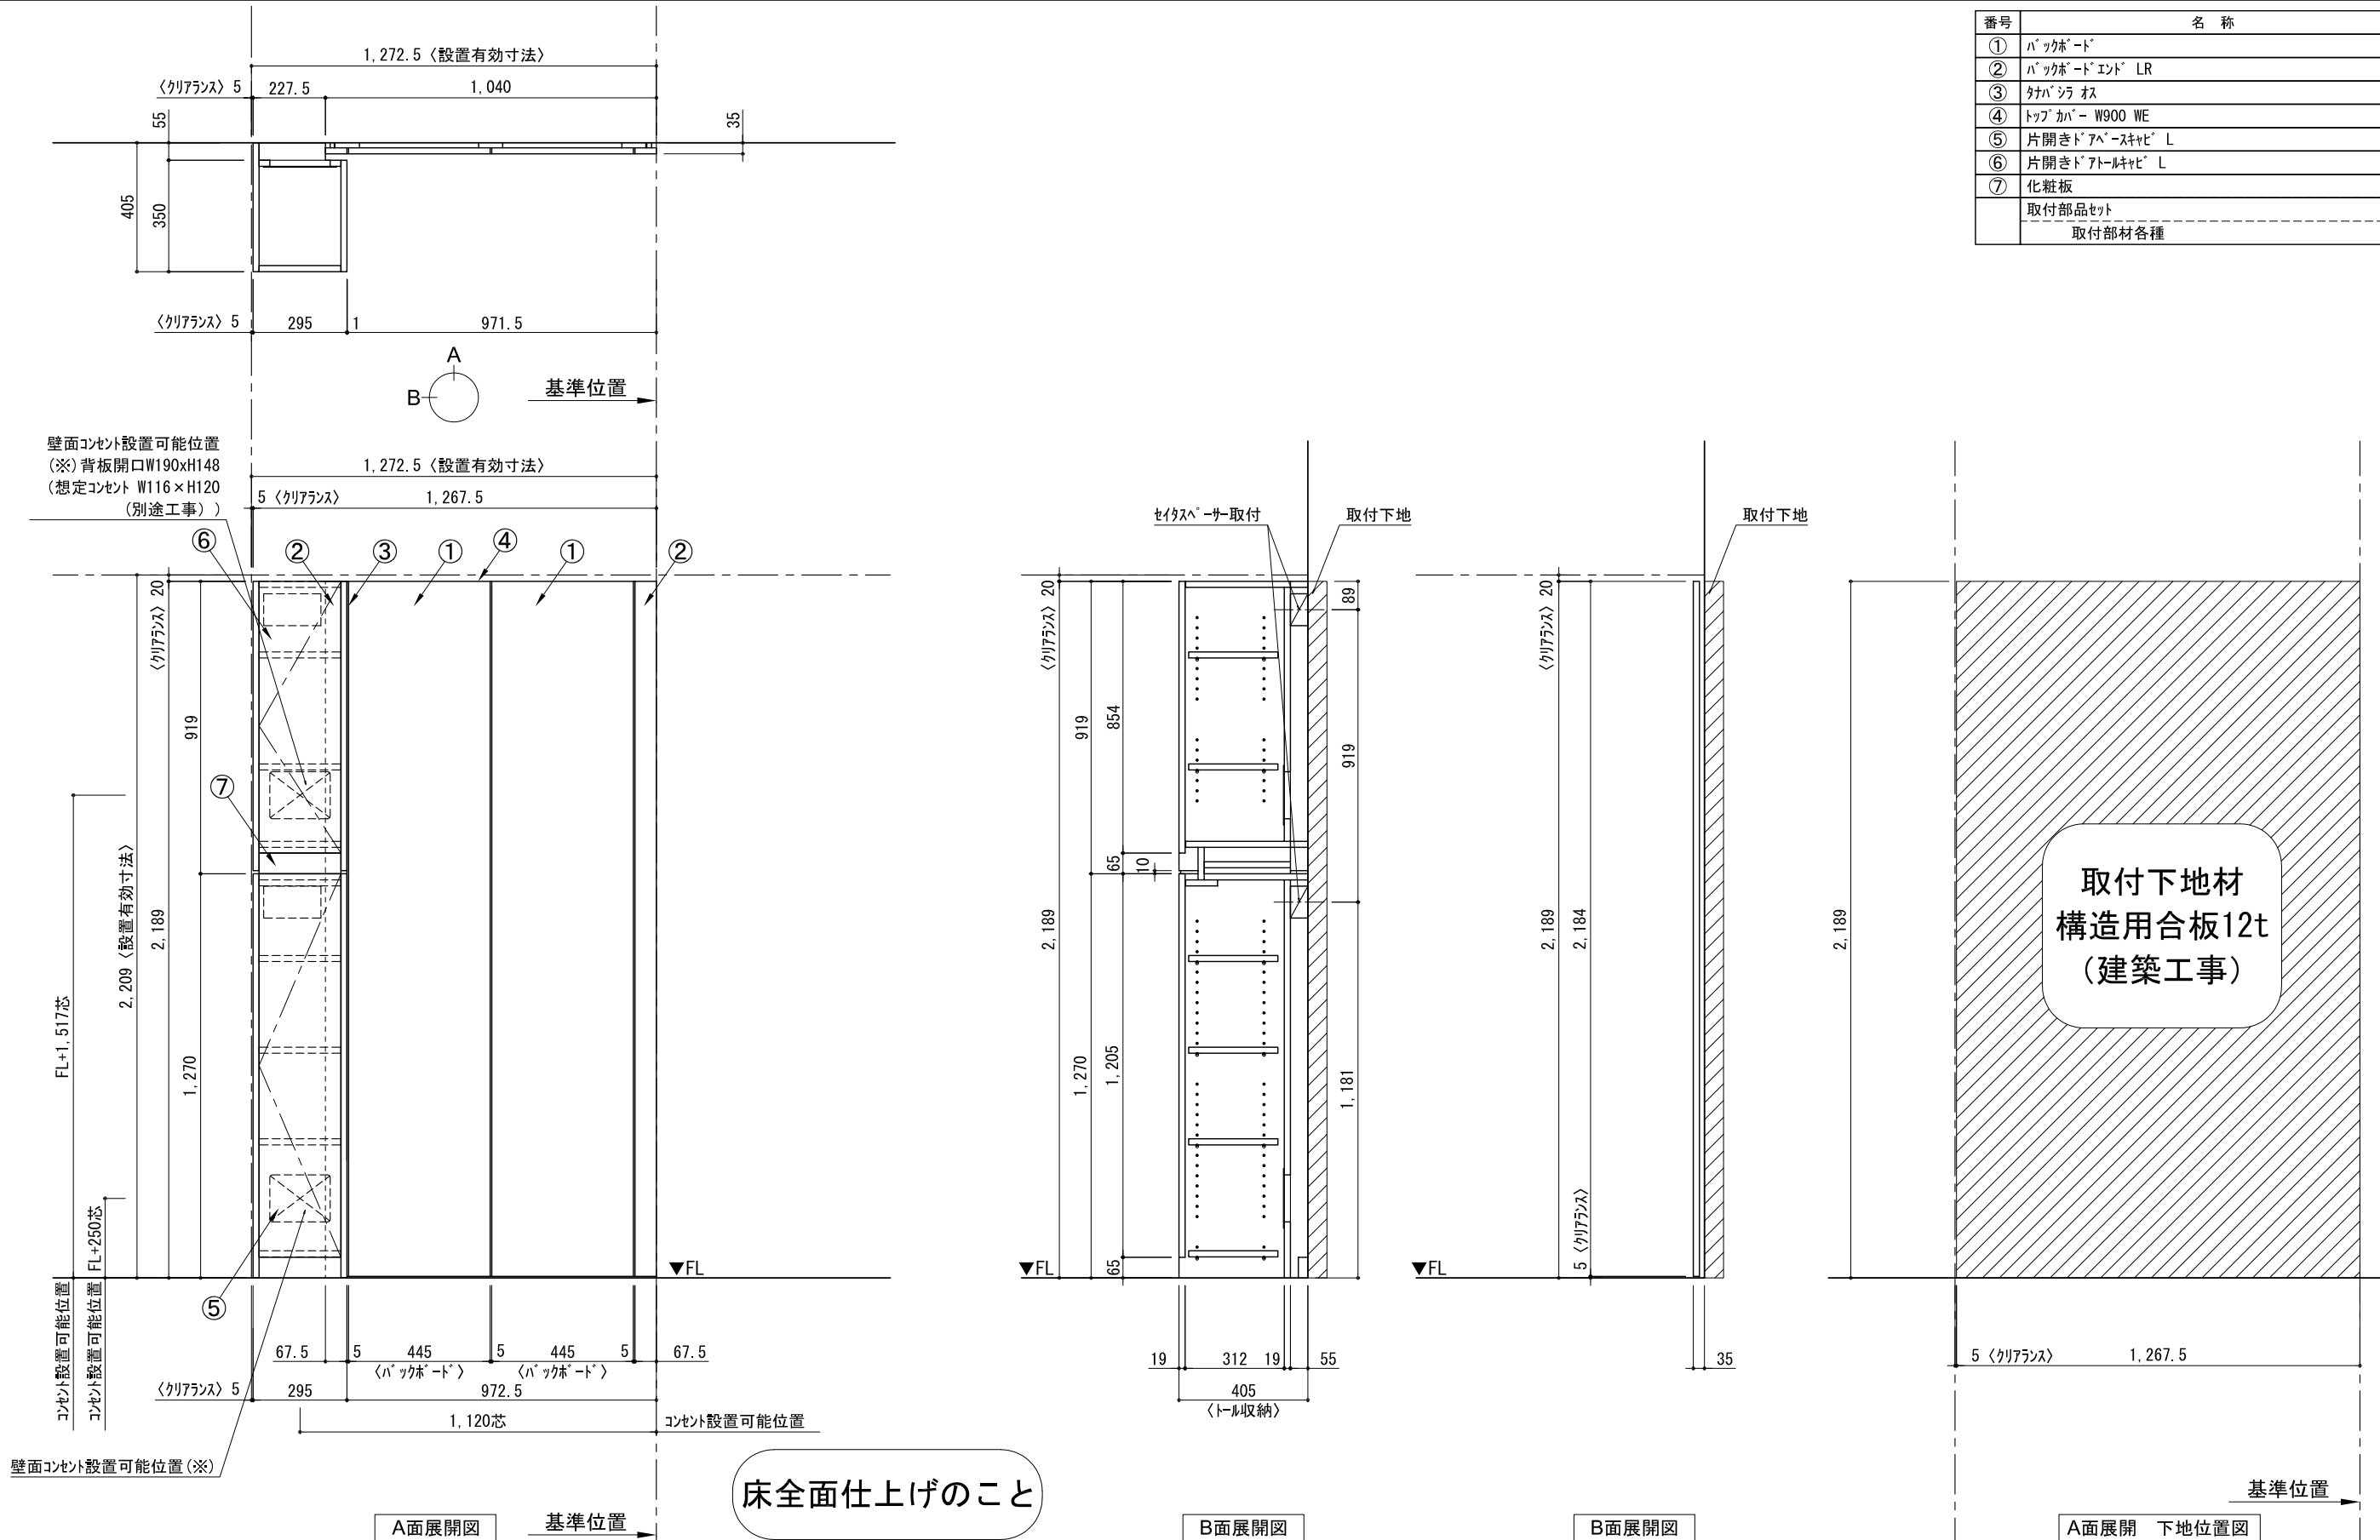 1,272.5〈設置有効寸法〉
〈ｸﾘｱﾗﾝｽ〉5 227.5 1,040
55
35
405
350
〈ｸﾘｱﾗﾝｽ〉5 295 1 971.5
A
B
基準位置
番号 名 称
① ﾊﾞｯｸﾎﾞｰﾄﾞ
② ﾊﾞｯｸﾎﾞｰﾄﾞｴﾝﾄﾞ LR
③ ﾀﾅﾊﾞｼﾗ ｵｽ
④ ﾄｯﾌﾟｶﾊﾞｰ W900 WE
⑤ 片開きﾄﾞｱﾍﾞｰｽｷｬﾋﾞ L
⑥ 片開きﾄﾞｱﾄｰﾙｷｬﾋﾞ L
⑦ 化粧板
取付部品ｾｯﾄ
取付部材各種
壁面ｺﾝｾﾝﾄ設置可能位置
(※)背板開口W190xH148
(想定ｺﾝｾﾝﾄ W116×H120
(別途工事))
1,272.5〈設置有効寸法〉
5〈ｸﾘｱﾗﾝｽ〉 1,267.5
⑥ ② ③ ① ④ ① ②
〈ｸﾘｱﾗﾝｽ〉20
919
⑦
2,209〈設置有効寸法〉
2,189
1,270
FL+1,517芯
FL+250芯
ｺﾝｾﾝﾄ設置可能位置
ｺﾝｾﾝﾄ設置可能位置
⑤
▼FL
67.5 5 445 5 445 5 67.5
〈ﾊﾞｯｸﾎﾞｰﾄﾞ〉 〈ﾊﾞｯｸﾎﾞｰﾄﾞ〉
〈ｸﾘｱﾗﾝｽ〉5 295 972.5
1,120芯 ｺﾝｾﾝﾄ設置可能位置
壁面ｺﾝｾﾝﾄ設置可能位置(※)
A面展開図
基準位置
床全面仕上げのこと
ｾｲﾀｽﾍﾟｰｻｰ取付 取付下地
〈ｸﾘｱﾗﾝｽ〉20
89
919
854
919
65
10
2,189
1,270
1,205
1,181
65
▼FL
19 312 19 55
405
〈ﾄｰﾙ収納〉
B面展開図
取付下地
〈ｸﾘｱﾗﾝｽ〉20
2,189
2,184
5〈ｸﾘｱﾗﾝｽ〉
▼FL
35
B面展開図
2,189
取付下地材
構造用合板12t
(建築工事)
5〈ｸﾘｱﾗﾝｽ〉 1,267.5
基準位置
A面展開 下地位置図